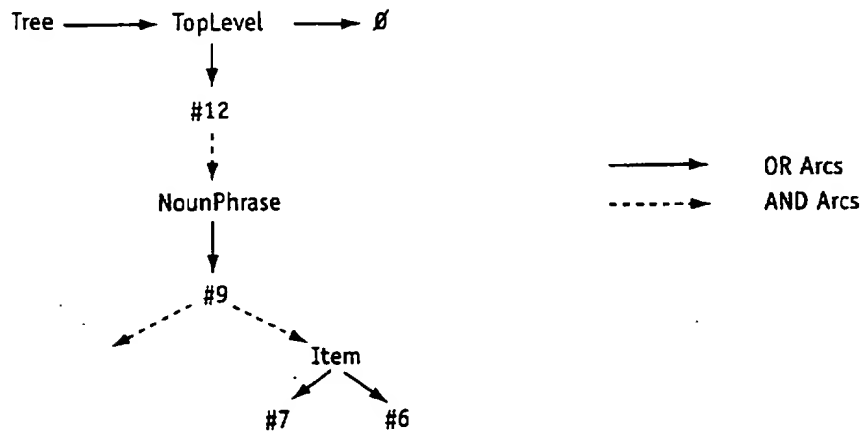 Tree TopLevel Ø
#12
OR Arcs
AND Arcs
NounPhrase
#9
Item
#7 #6